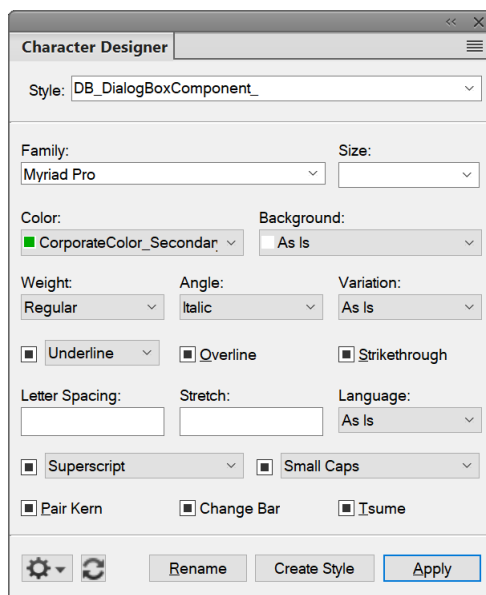 Character Designer
Style: DB_DialogBoxComponent_
Family: Size:
Myriad Pro
Color: Background:
CorporateColor_Secondar As Is
Weight: Angle: Variation:
Regular Italic As Is
Underline Overline Strikethrough
Letter Spacing: Stretch: Language:
As Is
Superscript Small Caps
Pair Kern Change Bar Tsume
Rename Create Style Apply